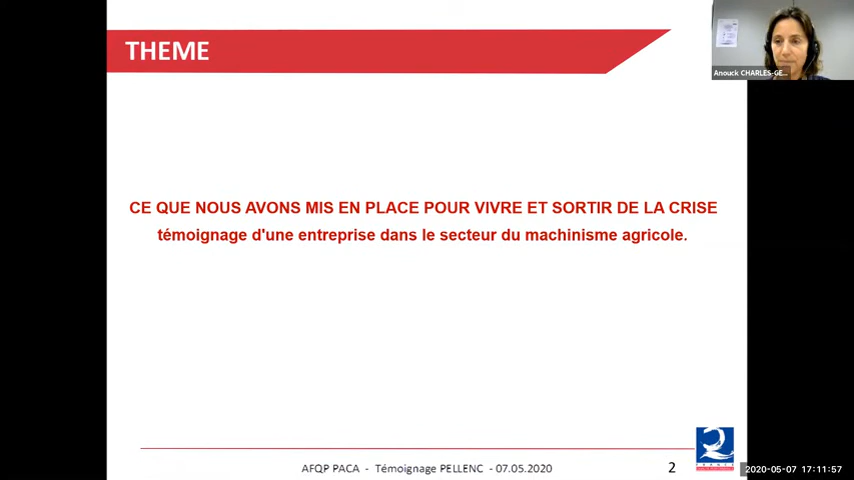 THEME
Anouck CHARLES-GE...
CE QUE NOUS AVONS MIS EN PLACE POUR VIVRE ET SORTIR DE LA CRISE
témoignage d'une entreprise dans le secteur du machinisme agricole.
AFQP PACA - Témoignage PELLENC - 07.05.2020
2
FRANCE
2020-05-07 17:11:57